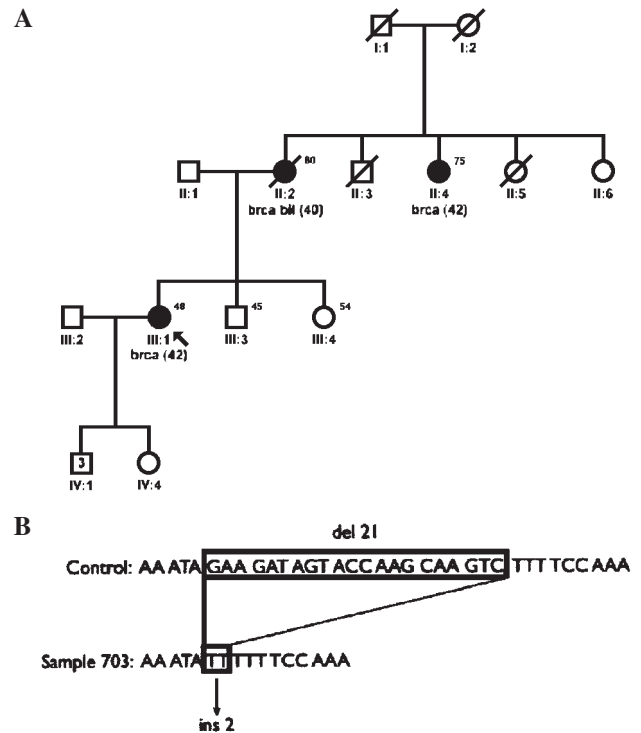 A
I:1
I:2
80
75
II:1
II:2
II:3
II:4
II:5
II:6
brca bil (40)
brca (42)
48
45
54
III:2
III:1
III:3
III:4
brca (42)
3
IV:1
IV:4
B
del 21
Control: AA ATA GAA GAT AGT ACC AAG CAA GTC TTT TCC AAA
Sample 703: AA ATA TT TTT TCC AAA
ins 2